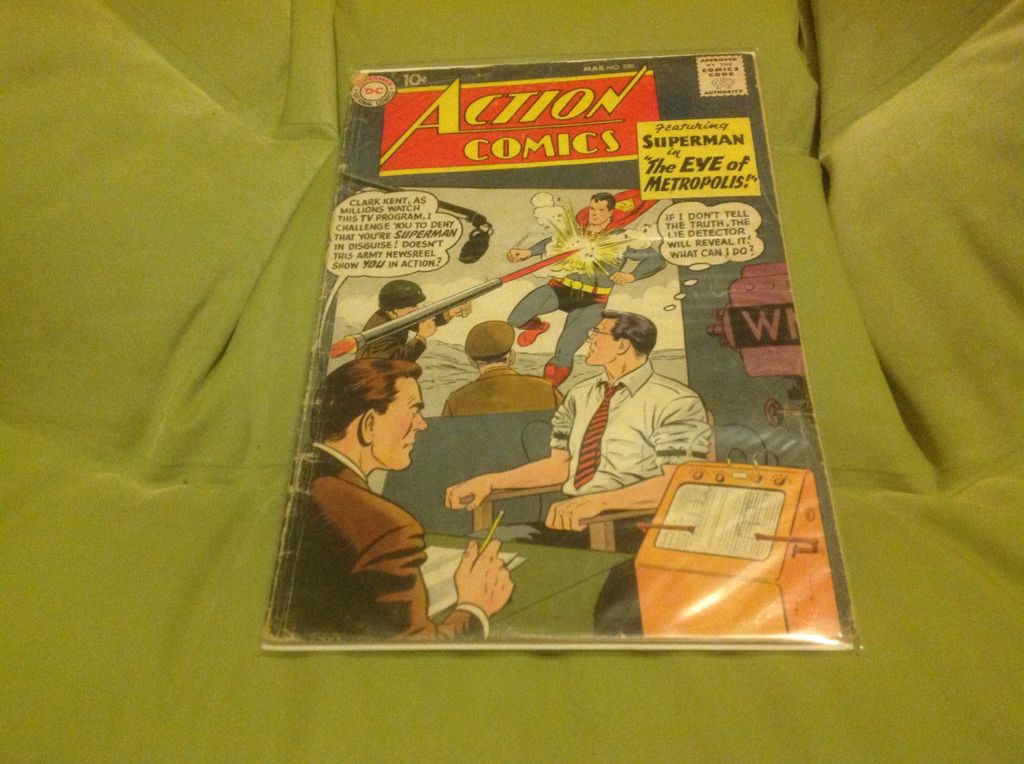 SUPERMAN
DC
10¢
MAR. NO. 250
APPROVED
BY THE
COMICS
CODE
AUTHORITY
ACTION
COMICS
Featuring
SUPERMAN
in
"The EYE of
METROPOLIS!"
CLARK KENT, AS
MILLIONS WATCH
THIS TV PROGRAM, I
CHALLENGE YOU TO DENY
THAT YOU'RE SUPERMAN
IN DISGUISE! DOESN'T
THIS ARMY NEWSREEL
SHOW YOU IN ACTION?
IF I DON'T TELL
THE TRUTH, THE
LIE DETECTOR
WILL REVEAL IT!
WHAT CAN I DO?